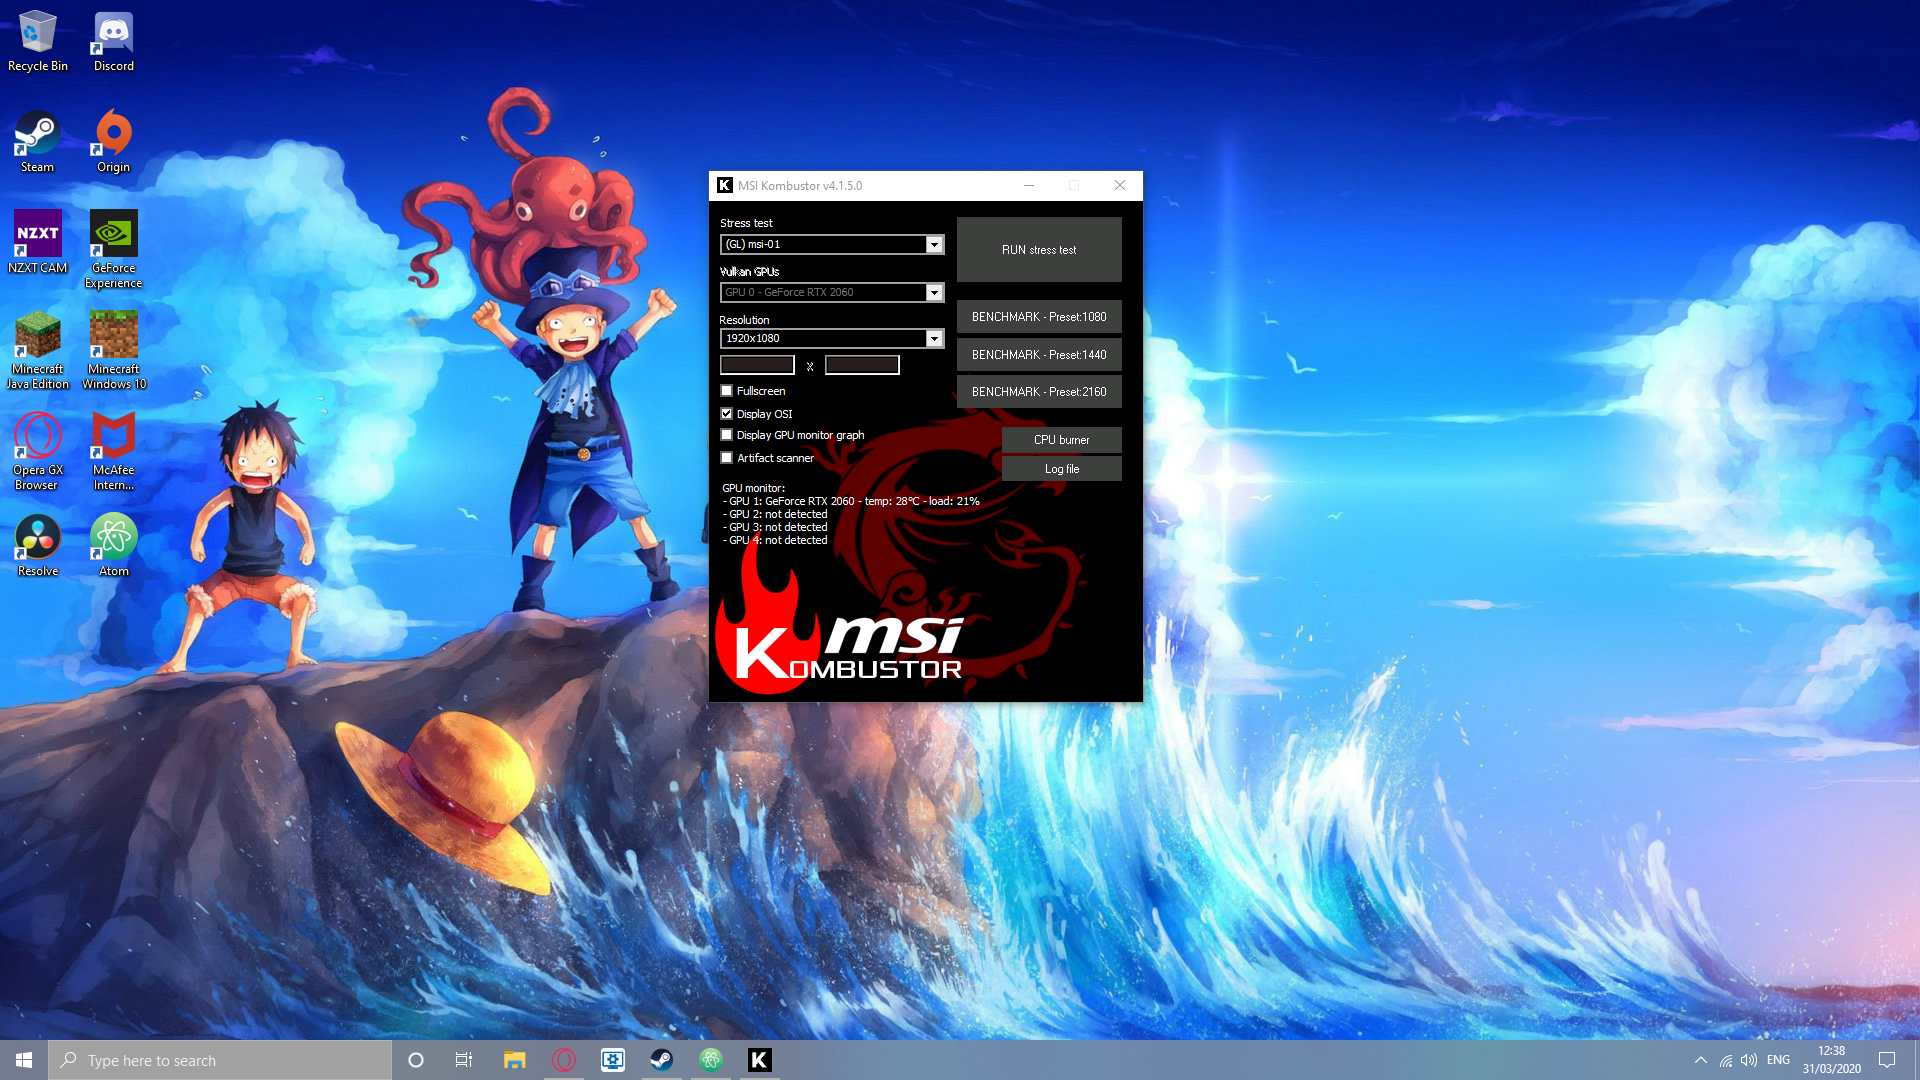 Recycle Bin
Discord
Steam
Origin
NZXT
NZXT CAM
GeForce
Experience
Minecraft
Java Edition
Minecraft
Windows 10
Opera GX
Browser
McAfee
Intern...
Resolve
Atom
K MSI Kombustor v4.1.5.0
Stress test
(GL) msi-01
Vulkan GPUs
GPU 0 - GeForce RTX 2060
Resolution
1920x1080
x
Fullscreen
Display OSI
Display GPU monitor graph
Artifact scanner
RUN stress test
BENCHMARK - Preset:1080
BENCHMARK - Preset:1440
BENCHMARK - Preset:2160
CPU burner
Log file
GPU monitor:
- GPU 1: GeForce RTX 2060 - temp: 28°C - load: 21%
- GPU 2: not detected
- GPU 3: not detected
- GPU 4: not detected
msi
KOMBUSTOR
Type here to search
K
ENG
12:38
31/03/2020